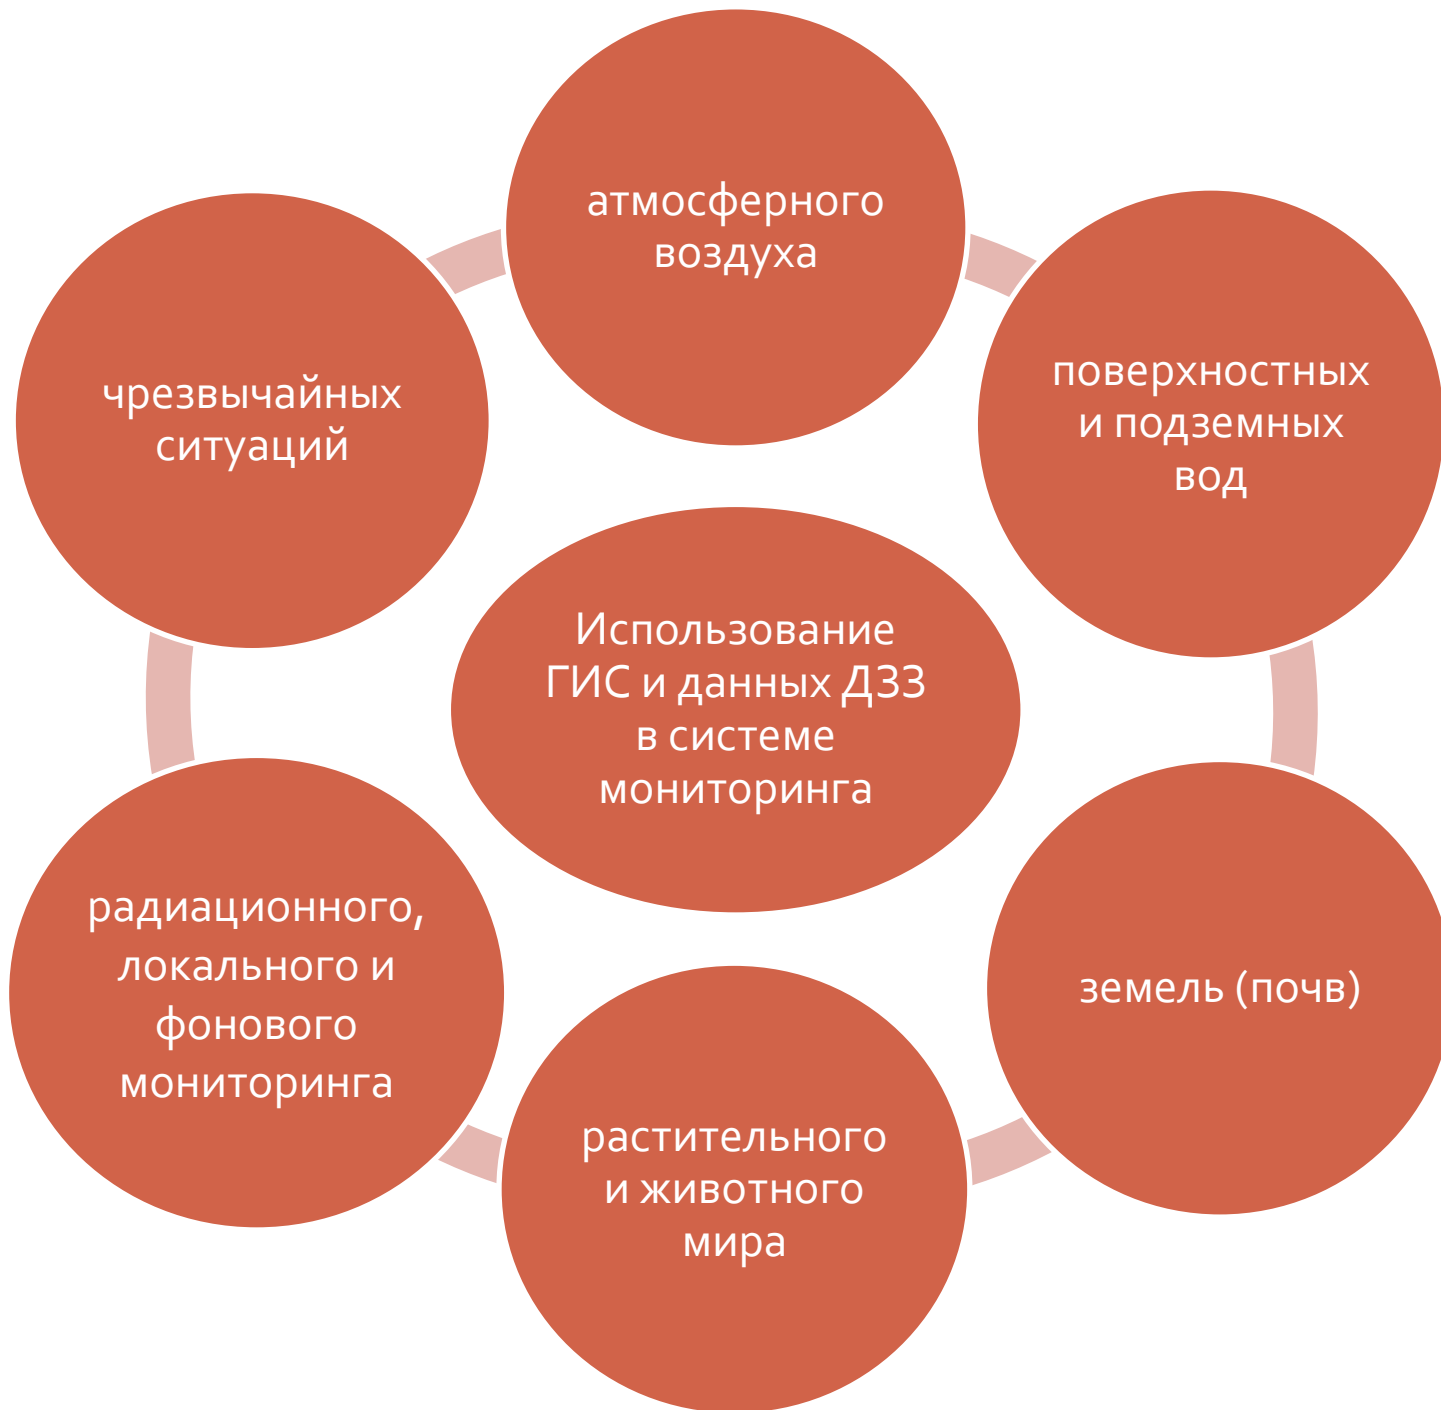 атмосферного
воздуха
поверхностных
и подземных
вод
земель (почв)
растительного
и животного
мира
радиационного,
локального и
фонового
мониторинга
чрезвычайных
ситуаций
Использование
ГИС и данных ДЗЗ
в системе
мониторинга